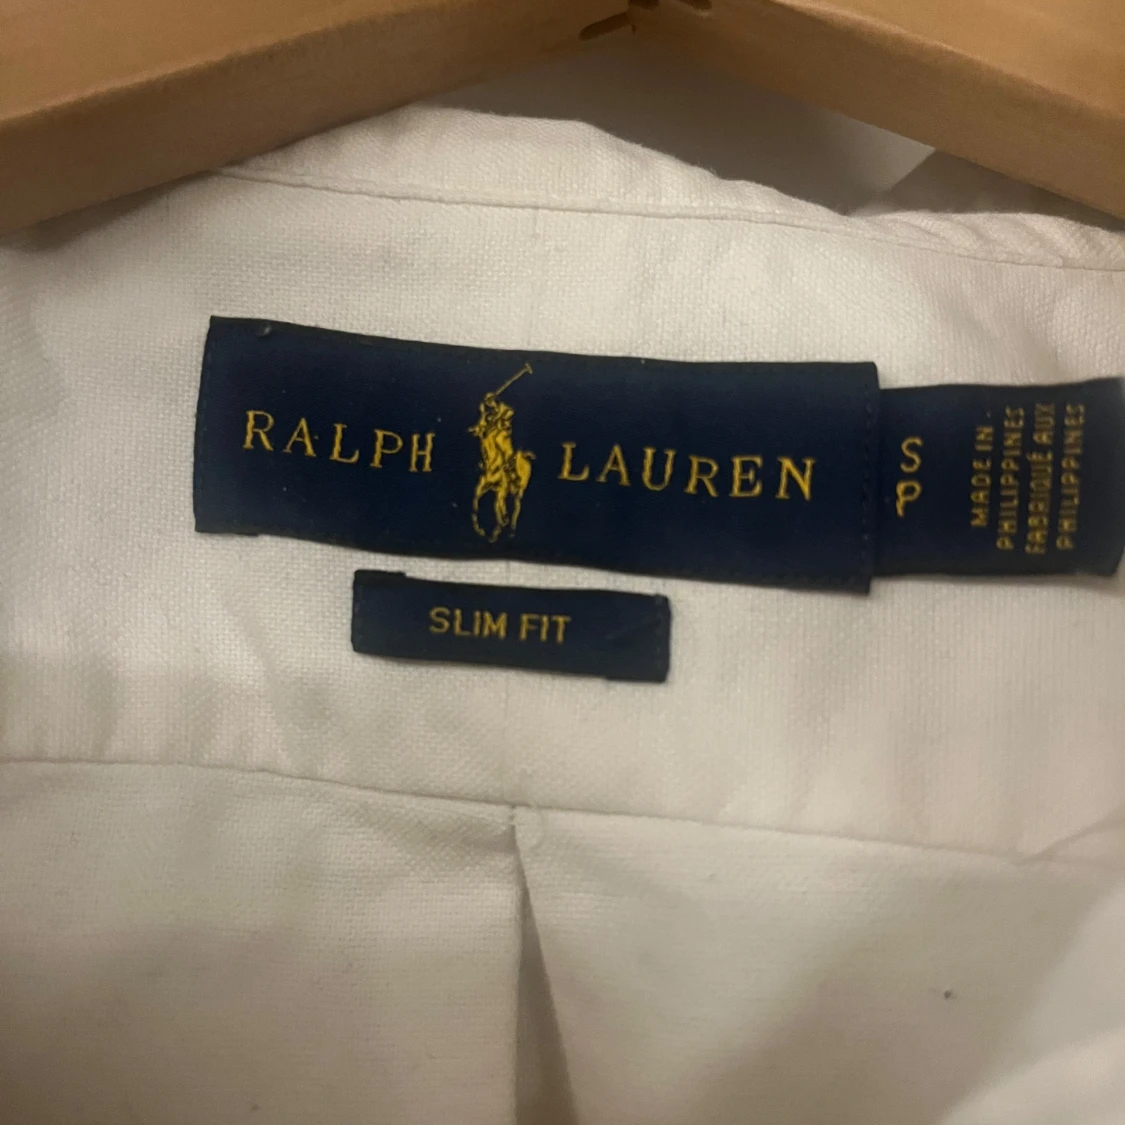 RALPH LAUREN
S
P
MADE IN
PHILIPPINES
FABRIQUÉ AUX
PHILIPPINES
SLIM FIT